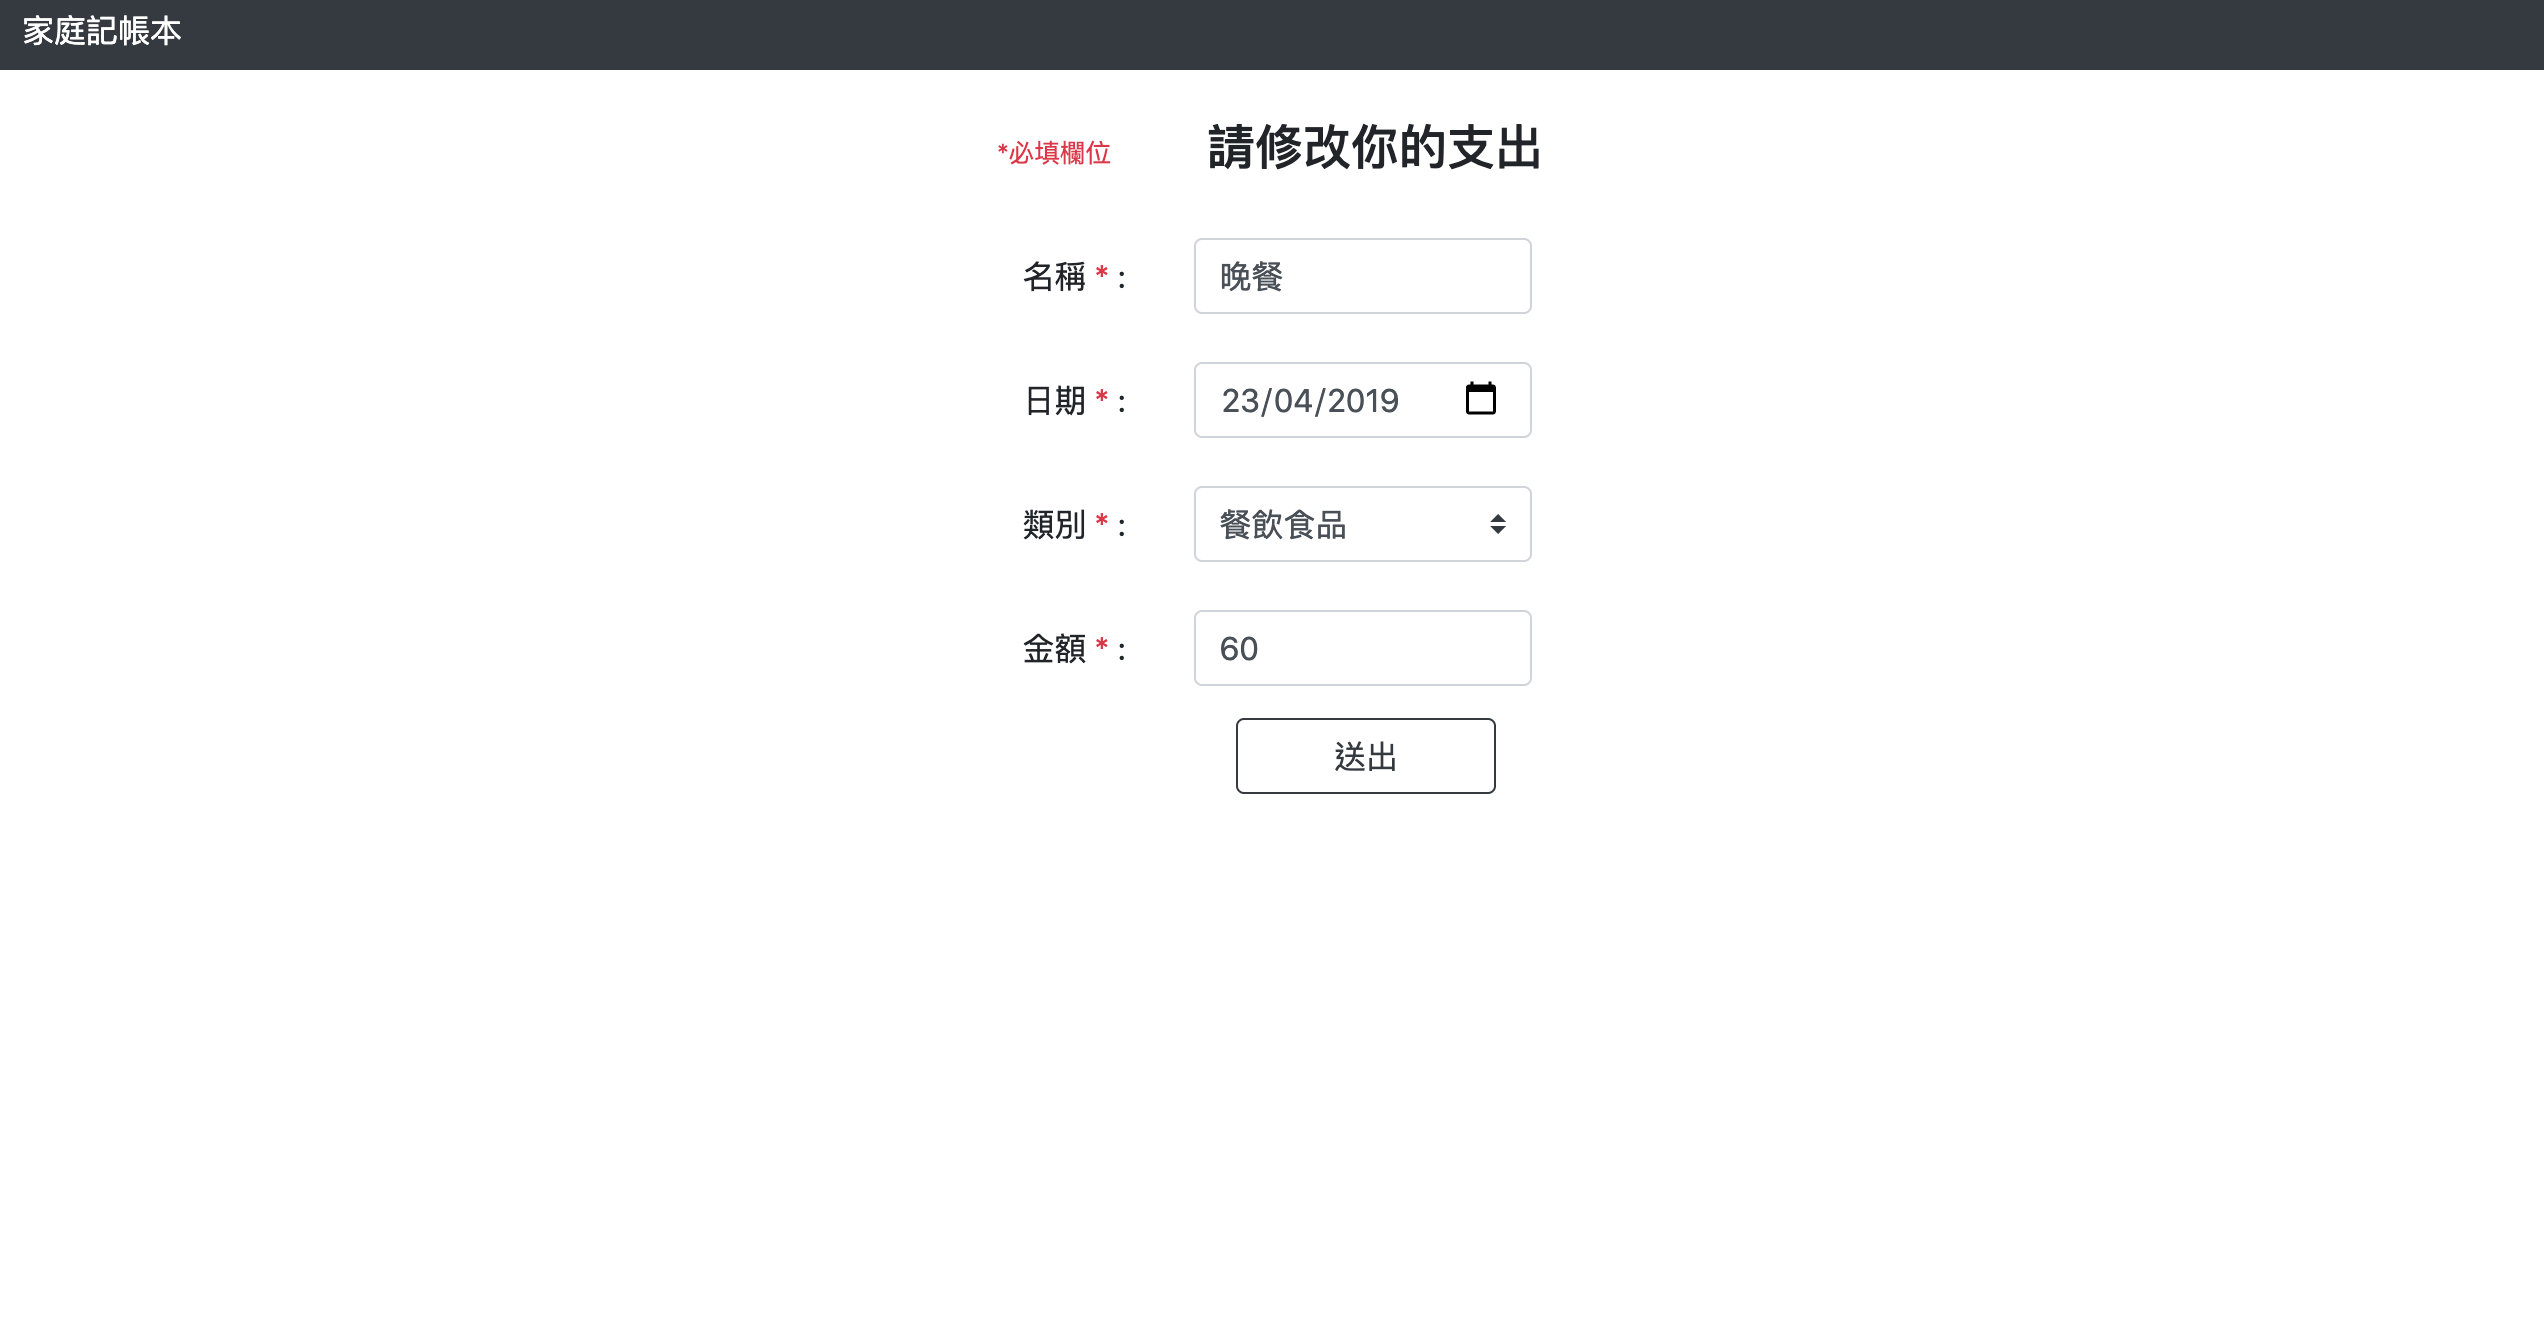 家庭記帳本
*必填欄位 請修改你的支出
名稱 * : 晚餐
日期 * : 23/04/2019
類別 * : 餐飲食品
金額 * : 60
送出